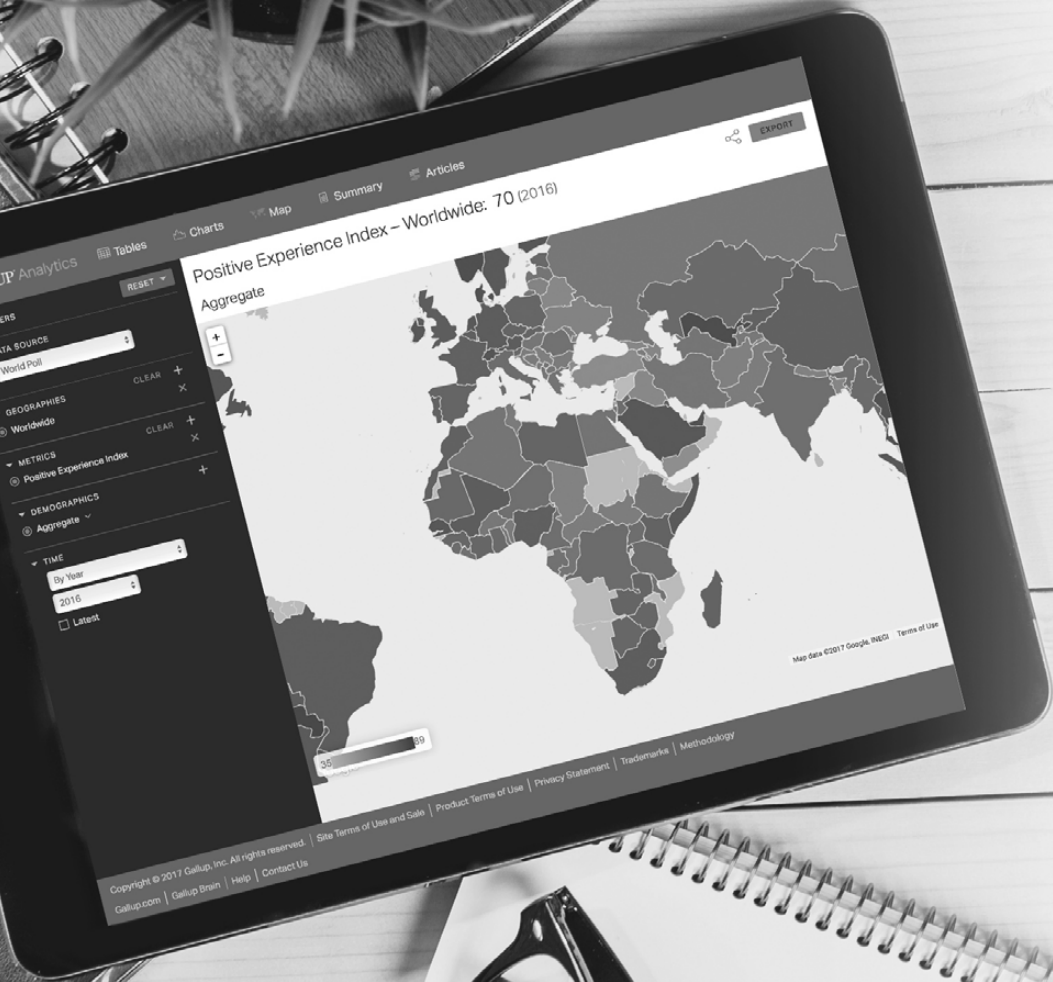 UP Analytics
Tables
Charts
Map
Summary
Articles
EXPORT
Positive Experience Index – Worldwide: 70 (2016)
Aggregate
RESET
ERS
ATA SOURCE
World Poll
CLEAR +
GEOGRAPHIES
Worldwide
CLEAR +
METRICS
Positive Experience Index
+
DEMOGRAPHICS
Aggregate
TIME
By Year
2016
Latest
+
–
35
89
Map data ©2017 Google, INEGI Terms of Use
Copyright © 2017 Gallup, Inc. All rights reserved. | Site Terms of Use and Sale | Product Terms of Use | Privacy Statement | Trademarks | Methodology
Gallup.com | Gallup Brain | Help | Contact Us